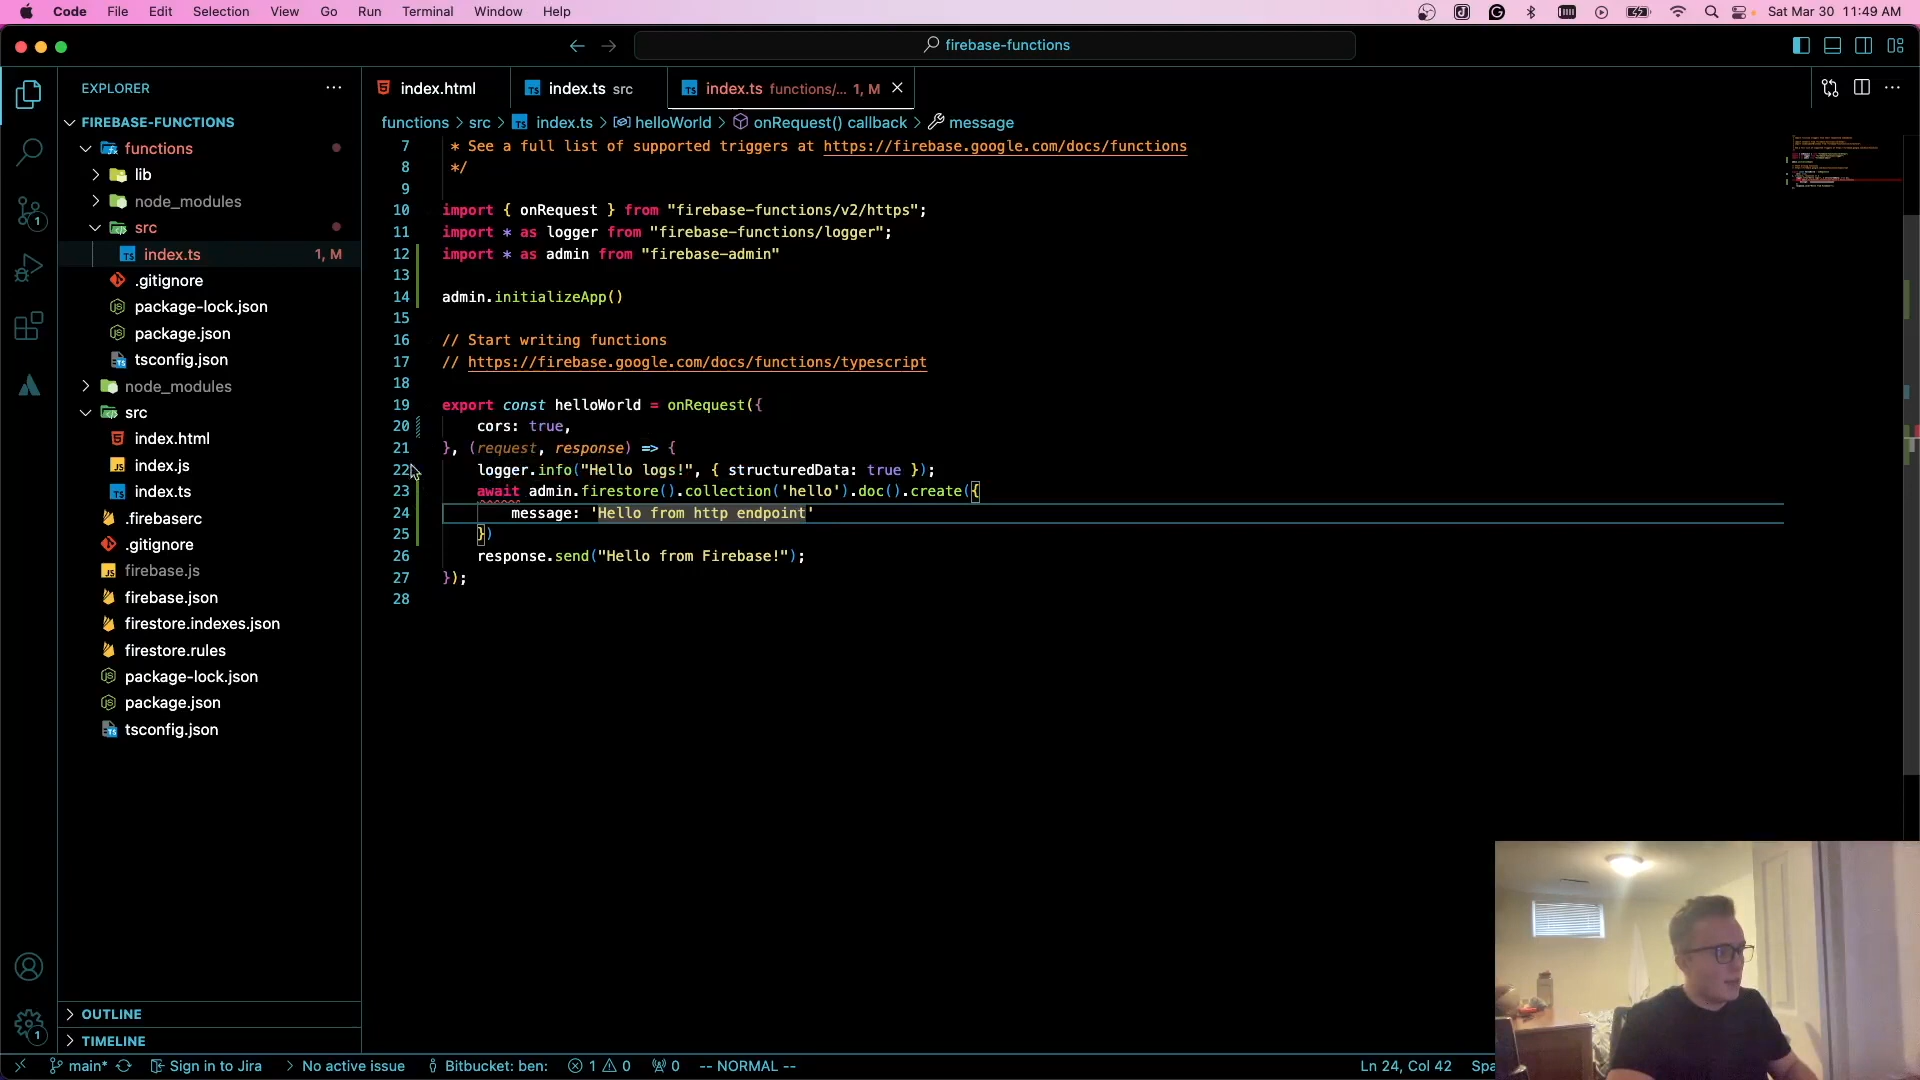 Code File Edit Selection View Go Run Terminal Window Help
Sat Mar 30 11:49 AM
firebase-functions
EXPLORER
FIREBASE-FUNCTIONS
functions
lib
node_modules
src
index.ts 1, M
.gitignore
package-lock.json
package.json
tsconfig.json
node_modules
src
index.html
index.js
index.ts
.firebaserc
.gitignore
firebase.js
firebase.json
firestore.indexes.json
firestore.rules
package-lock.json
package.json
tsconfig.json
OUTLINE
TIMELINE
index.html
index.ts src
index.ts functions/... 1, M
functions > src > index.ts > helloWorld > onRequest() callback > message
7 * See a full list of supported triggers at https://firebase.google.com/docs/functions
8 */
9
10 import { onRequest } from "firebase-functions/v2/https";
11 import * as logger from "firebase-functions/logger";
12 import * as admin from "firebase-admin"
13
14 admin.initializeApp()
15
16 // Start writing functions
17 // https://firebase.google.com/docs/functions/typescript
18
19 export const helloWorld = onRequest({
20 cors: true,
21 }, (request, response) => {
22 logger.info("Hello logs!", { structuredData: true });
23 await admin.firestore().collection('hello').doc().create({
24 message: 'Hello from http endpoint'
25 })
26 response.send("Hello from Firebase!");
27 });
28
main* Sign in to Jira No active issue Bitbucket: ben: 1 0 0 -- NORMAL -- Ln 24, Col 42 Spa
1
1